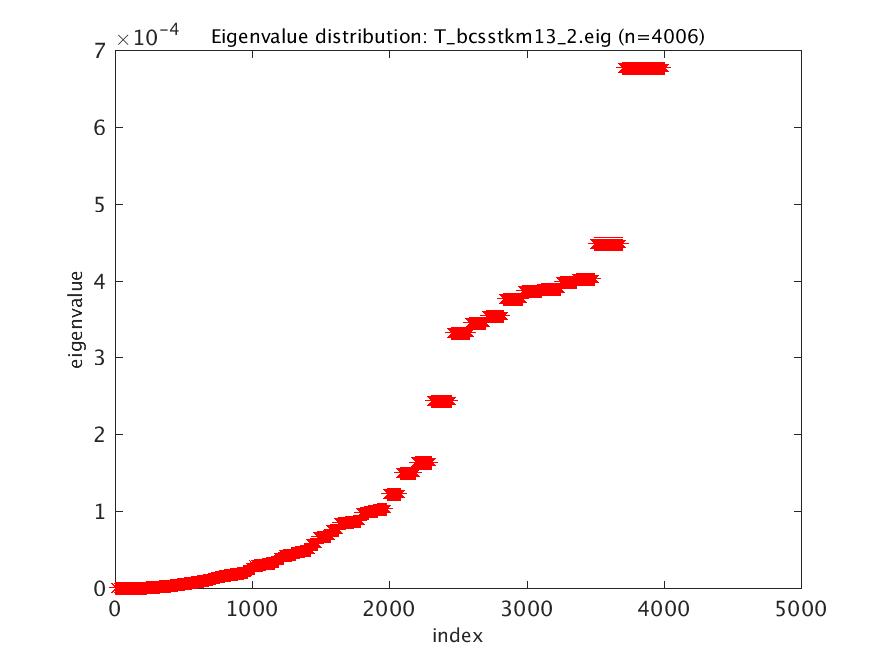 ×10⁻⁴ Eigenvalue distribution: T_bcsstkm13_2.eig (n=4006)
7
6
5
4
3
2
1
0
eigenvalue
0 1000 2000 3000 4000 5000
index